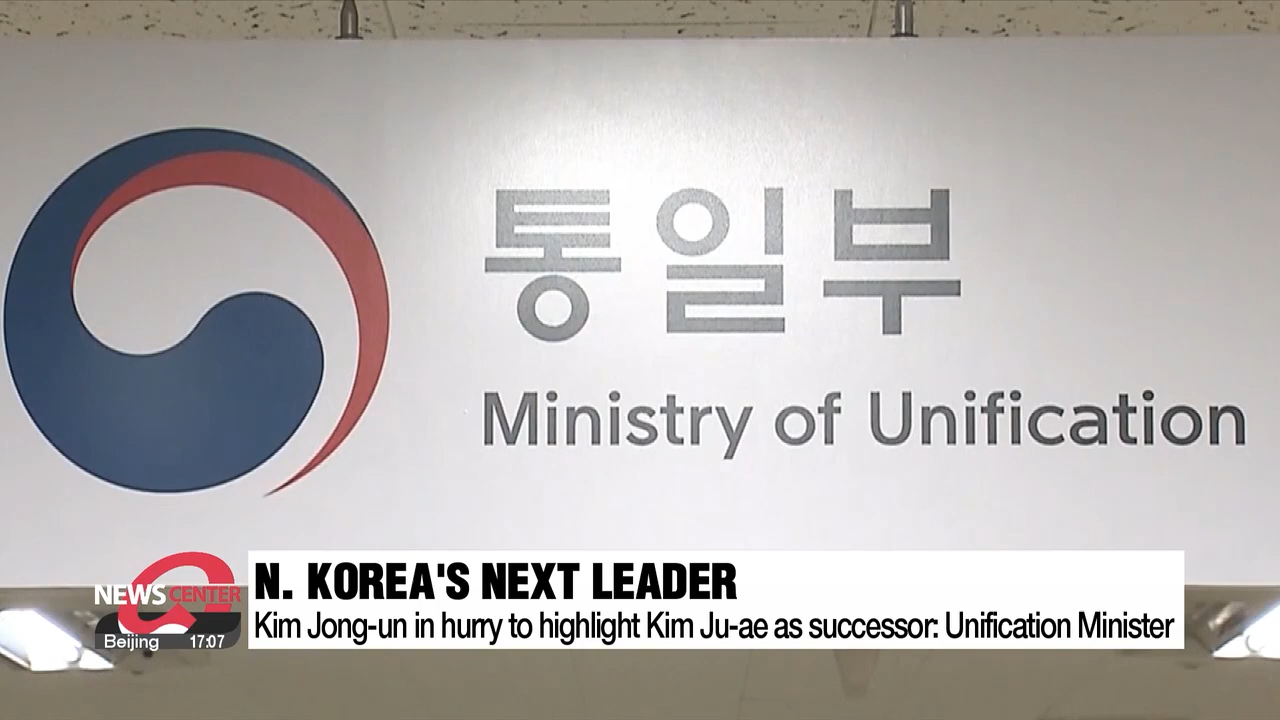 통일부
Ministry of Unification
NEWS CENTER
Beijing 17:07
N. KOREA'S NEXT LEADER
Kim Jong-un in hurry to highlight Kim Ju-ae as successor: Unification Minister